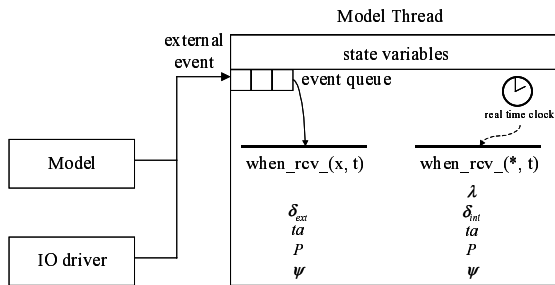 Model Thread
external
event
state variables
event queue
real time clock
Model
when_rcv_(x, t)
when_rcv_(*, t)
λ
δext
δint
ta
ta
P
P
IO driver
ψ
ψ